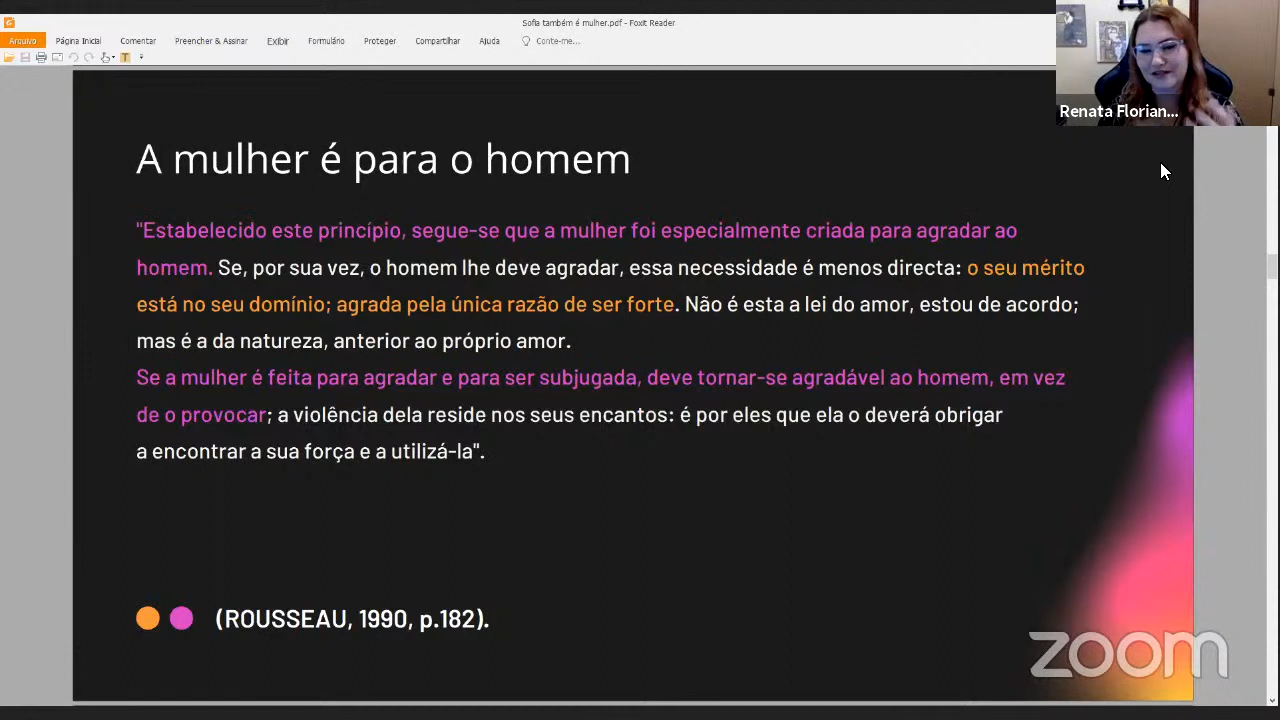 Sofia também é mulher.pdf - Foxit Reader
Arquivo Página Inicial Comentar Preencher & Assinar Exibir Formulário Proteger Compartilhar Ajuda Conte-me...
Renata Florian...
A mulher é para o homem
"Estabelecido este princípio, segue-se que a mulher foi especialmente criada para agradar ao
homem. Se, por sua vez, o homem lhe deve agradar, essa necessidade é menos directa: o seu mérito
está no seu domínio; agrada pela única razão de ser forte. Não é esta a lei do amor, estou de acordo;
mas é a da natureza, anterior ao próprio amor.
Se a mulher é feita para agradar e para ser subjugada, deve tornar-se agradável ao homem, em vez
de o provocar; a violência dela reside nos seus encantos: é por eles que ela o deverá obrigar
a encontrar a sua força e a utilizá-la".
(ROUSSEAU, 1990, p.182).
zoom